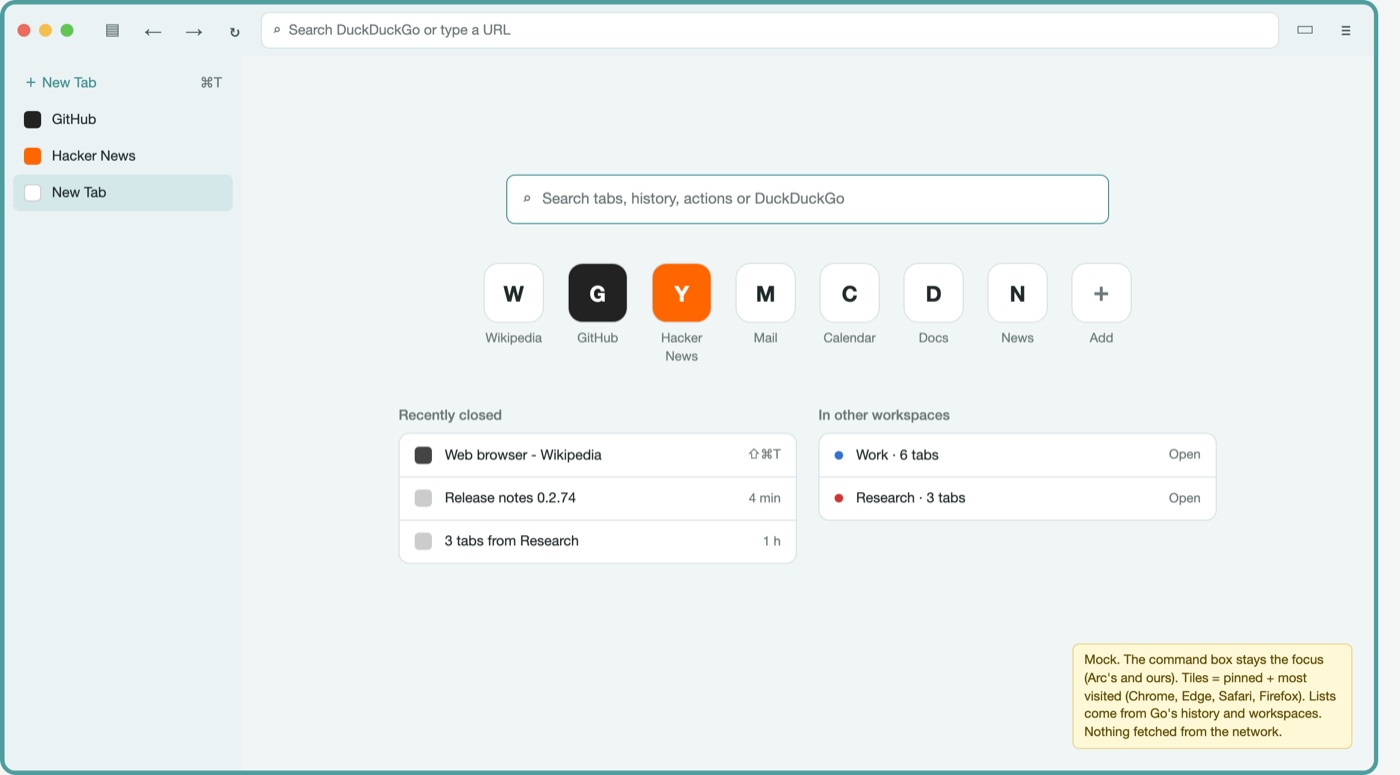 Search DuckDuckGo or type a URL
+ New Tab ⌘T
GitHub
Hacker News
New Tab
Search tabs, history, actions or DuckDuckGo
W G Y M C D N +
Wikipedia GitHub Hacker News Mail Calendar Docs News Add
Recently closed
Web browser - Wikipedia ⇧⌘T
Release notes 0.2.74 4 min
3 tabs from Research 1 h
In other workspaces
Work · 6 tabs Open
Research · 3 tabs Open
Mock. The command box stays the focus
(Arc's and ours). Tiles = pinned + most
visited (Chrome, Edge, Safari, Firefox). Lists
come from Go's history and workspaces.
Nothing fetched from the network.